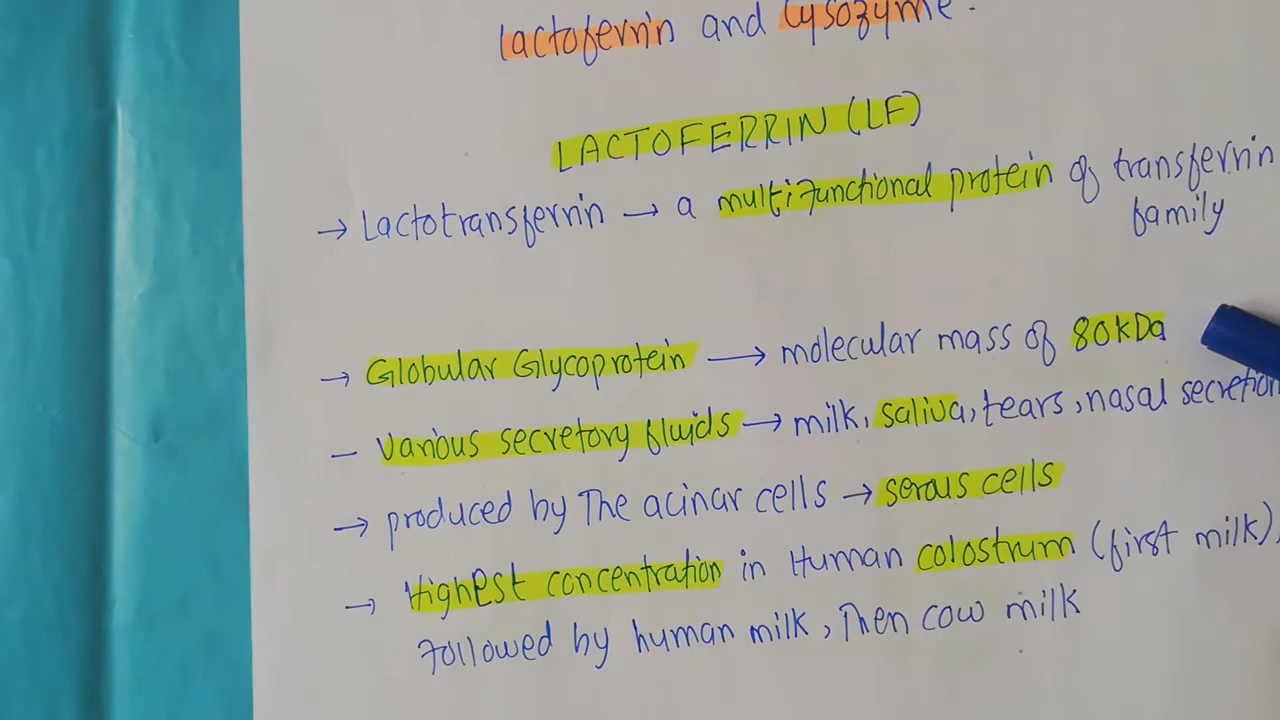 Lactoferrin and Lysozyme.
LACTOFERRIN (LF)
→ Lactotransferrin → a multifunctional protein of transferrin
family
→ Globular Glycoprotein → molecular mass of 80kDa
- Various secretory fluids → milk, saliva, tears, nasal secretion
→ produced by The acinar cells → serous cells
→ Highest concentration in Human colostrum (first milk),
followed by human milk, Then cow milk